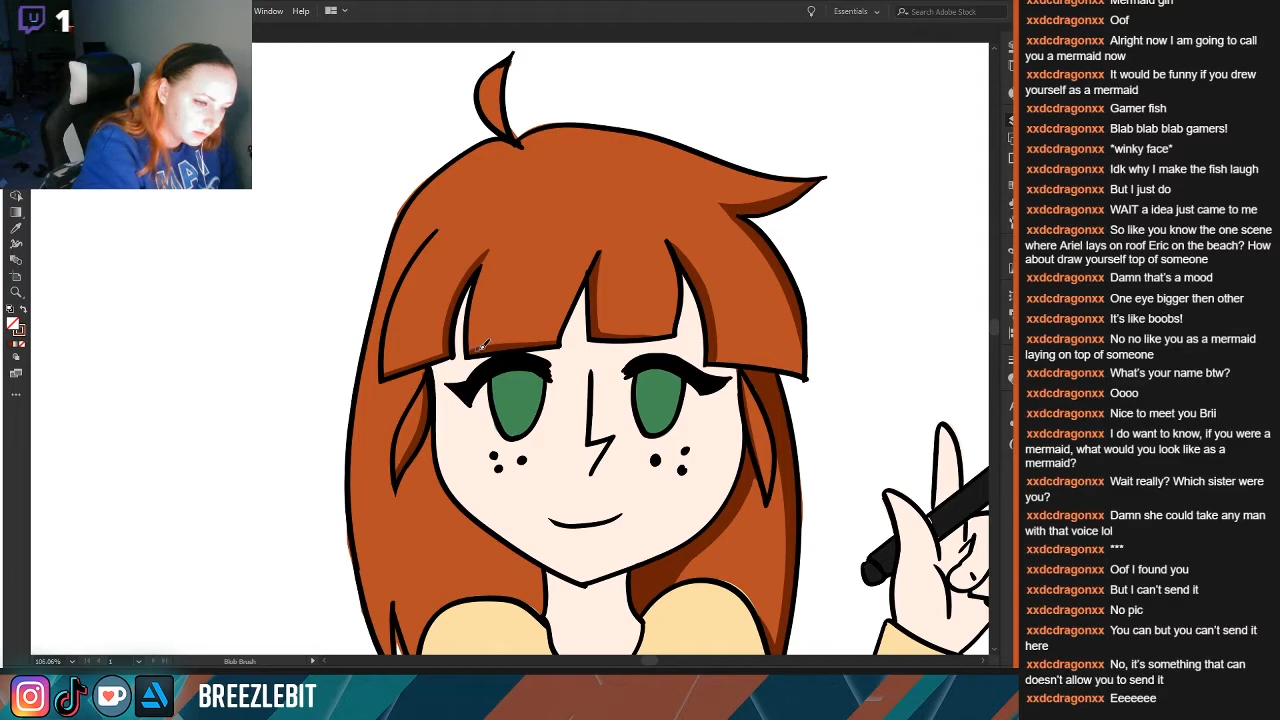 1
Window Help
Essentials
Search Adobe Stock
106.06%
1
Blob Brush
BREEZLEBIT
xxdcdragonxx Mermaid girl
xxdcdragonxx Oof
xxdcdragonxx Alright now I am going to call
you a mermaid now
xxdcdragonxx It would be funny if you drew
yourself as a mermaid
xxdcdragonxx Gamer fish
xxdcdragonxx Blab blab blab gamers!
xxdcdragonxx *winky face*
xxdcdragonxx Idk why I make the fish laugh
xxdcdragonxx But I just do
xxdcdragonxx WAIT a idea just came to me
xxdcdragonxx So like you know the one scene
where Ariel lays on roof Eric on the beach? How
about draw yourself top of someone
xxdcdragonxx Damn that's a mood
xxdcdragonxx One eye bigger then other
xxdcdragonxx It's like boobs!
xxdcdragonxx No no like you as a mermaid
laying on top of someone
xxdcdragonxx What's your name btw?
xxdcdragonxx Oooo
xxdcdragonxx Nice to meet you Brii
xxdcdragonxx I do want to know, if you were a
mermaid, what would you look like as a
mermaid?
xxdcdragonxx Wait really? Which sister were
you?
xxdcdragonxx Damn she could take any man
with that voice lol
xxdcdragonxx ***
xxdcdragonxx Oof I found you
xxdcdragonxx But I can't send it
xxdcdragonxx No pic
xxdcdragonxx You can but you can't send it
here
xxdcdragonxx No, it's something that can
doesn't allow you to send it
xxdcdragonxx Eeeeeee